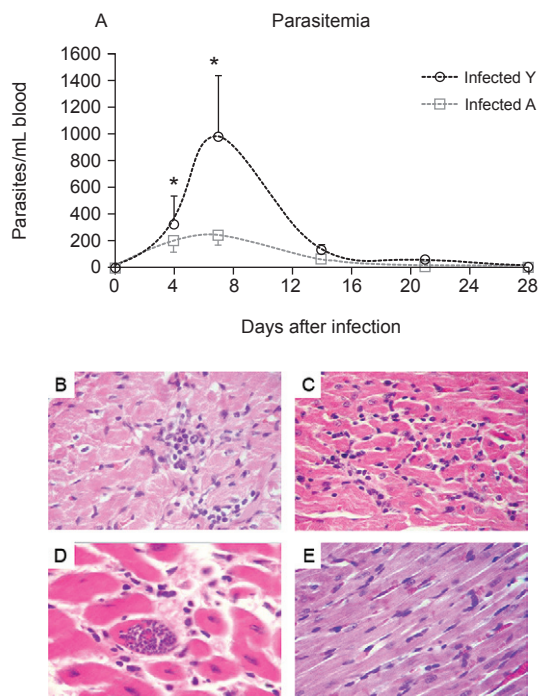 A Parasitemia
Parasites/mL blood
1600
1400
1200
1000
800
600
400
200
0
*
*
Infected Y
Infected A
0 4 8 12 16 20 24 28
Days after infection
B
C
D
E